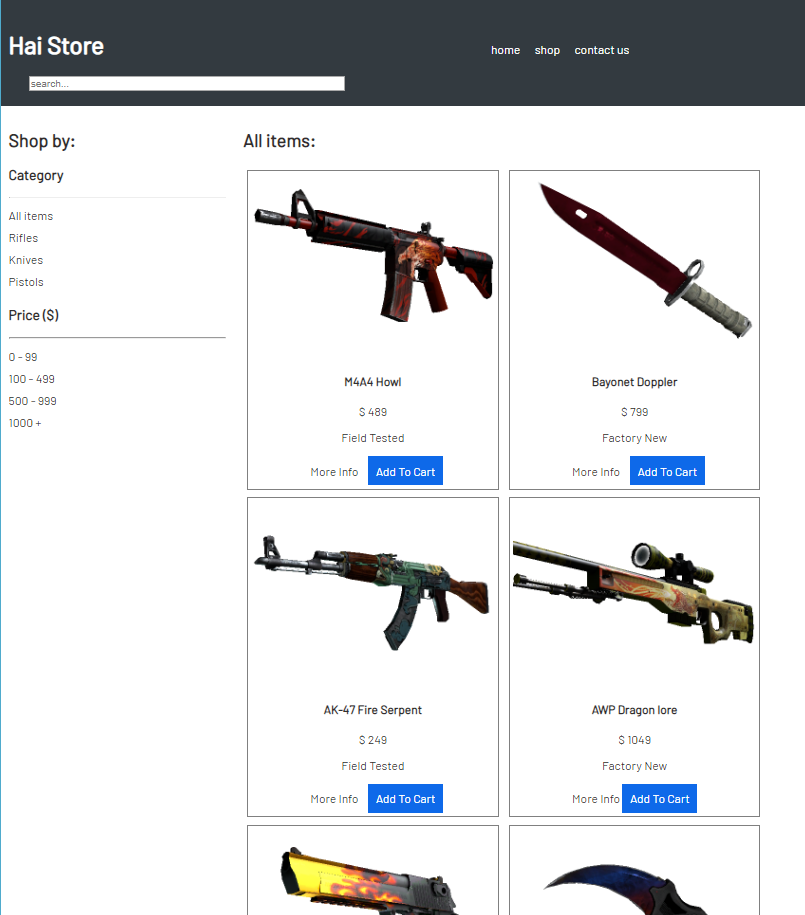 Hai Store
home shop contact us
search...
Shop by:
Category
All items
Rifles
Knives
Pistols
Price ($)
0 - 99
100 - 499
500 - 999
1000 +
All items:
M4A4 Howl
$ 489
Field Tested
More Info Add To Cart
Bayonet Doppler
$ 799
Factory New
More Info Add To Cart
AK-47 Fire Serpent
$ 249
Field Tested
More Info Add To Cart
AWP Dragon lore
$ 1049
Factory New
More Info Add To Cart